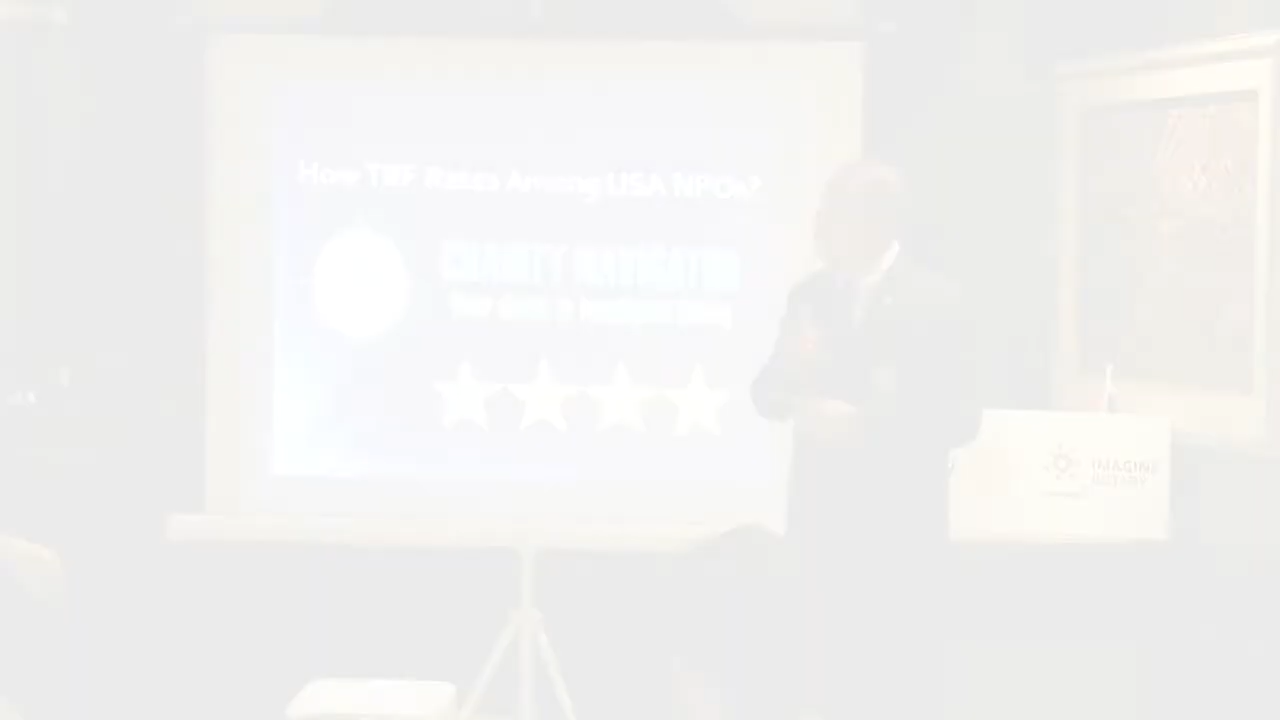 How TRF Rates Among USA NPOs?
CHARITY NAVIGATOR
IMAGINE
ROTARY